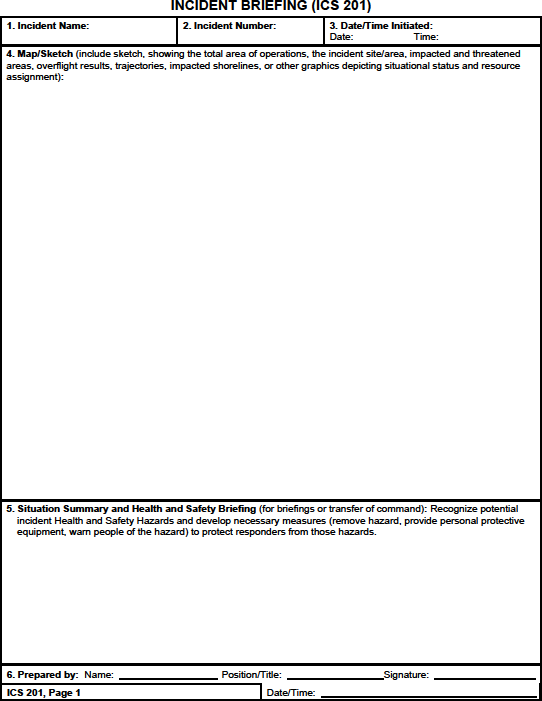 INCIDENT BRIEFING (ICS 201)
1. Incident Name: 2. Incident Number: 3. Date/Time Initiated:
Date: Time:
4. Map/Sketch (include sketch, showing the total area of operations, the incident site/area, impacted and threatened
areas, overflight results, trajectories, impacted shorelines, or other graphics depicting situational status and resource
assignment):
5. Situation Summary and Health and Safety Briefing (for briefings or transfer of command): Recognize potential
incident Health and Safety Hazards and develop necessary measures (remove hazard, provide personal protective
equipment, warn people of the hazard) to protect responders from those hazards.
6. Prepared by: Name: Position/Title: Signature:
ICS 201, Page 1 Date/Time: